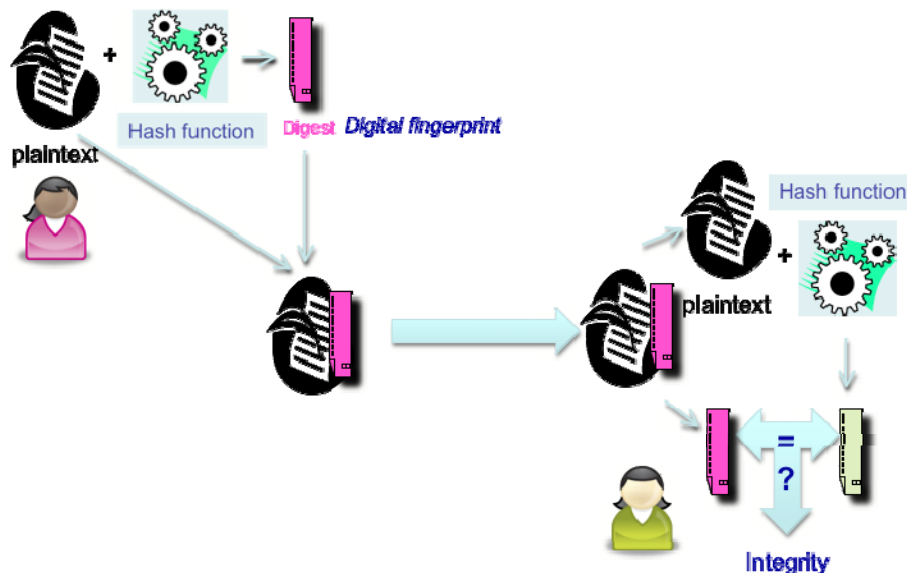 +
Hash function
Digest Digital fingerprint
plaintext
Hash function
+
plaintext
=
?
Integrity